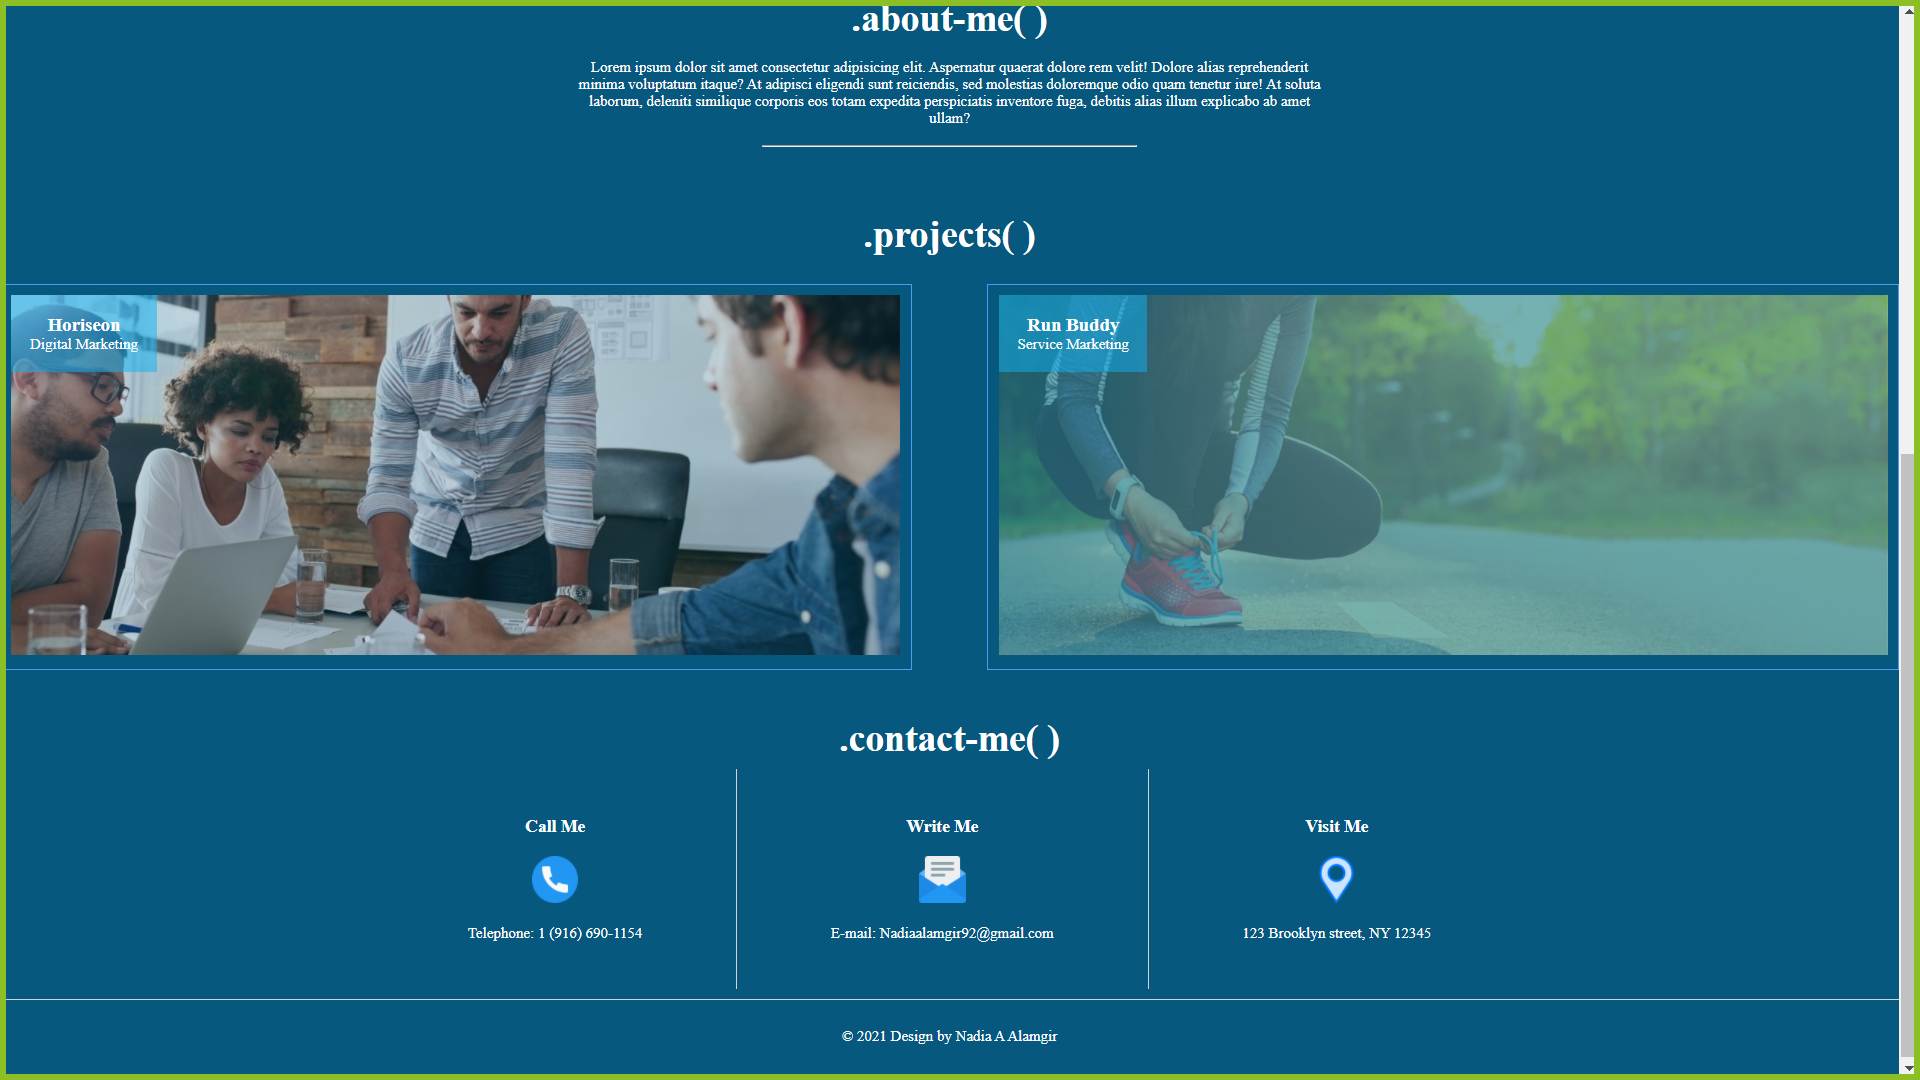 .about-me( )
Lorem ipsum dolor sit amet consectetur adipisicing elit. Aspernatur quaerat dolore rem velit! Dolore alias reprehenderit
minima voluptatum itaque? At adipisci eligendi sunt reiciendis, sed molestias doloremque odio quam tenetur iure! At soluta
laborum, deleniti similique corporis eos totam expedita perspiciatis inventore fuga, debitis alias illum explicabo ab amet
ullam?
.projects( )
Horiseon
Digital Marketing
Run Buddy
Service Marketing
.contact-me( )
Call Me
Telephone: 1 (916) 690-1154
Write Me
E-mail: Nadiaalamgir92@gmail.com
Visit Me
123 Brooklyn street, NY 12345
© 2021 Design by Nadia A Alamgir